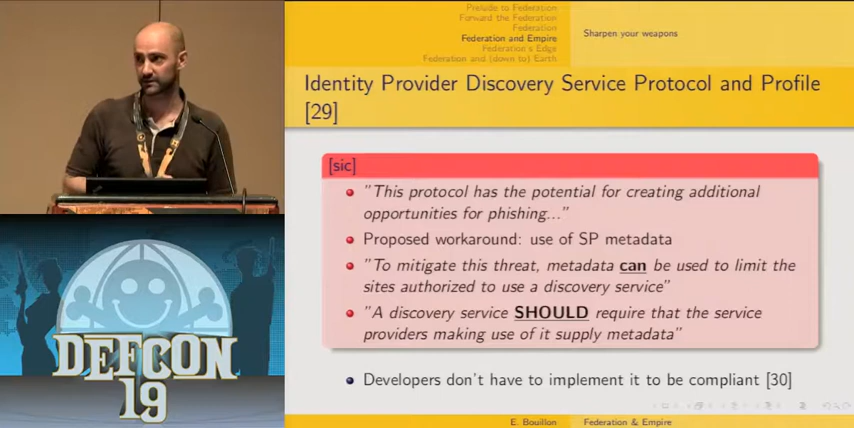 Prelude to Federation
Forward the Federation
Federation
Federation and Empire
Federation's Edge
Federation and (down to) Earth
Sharpen your weapons
Identity Provider Discovery Service Protocol and Profile
[29]
[sic]
"This protocol has the potential for creating additional
opportunities for phishing..."
Proposed workaround: use of SP metadata
"To mitigate this threat, metadata can be used to limit the
sites authorized to use a discovery service"
"A discovery service SHOULD require that the service
providers making use of it supply metadata"
Developers don't have to implement it to be compliant [30]
E. Bouillon
Federation & Empire
DEFCON
19